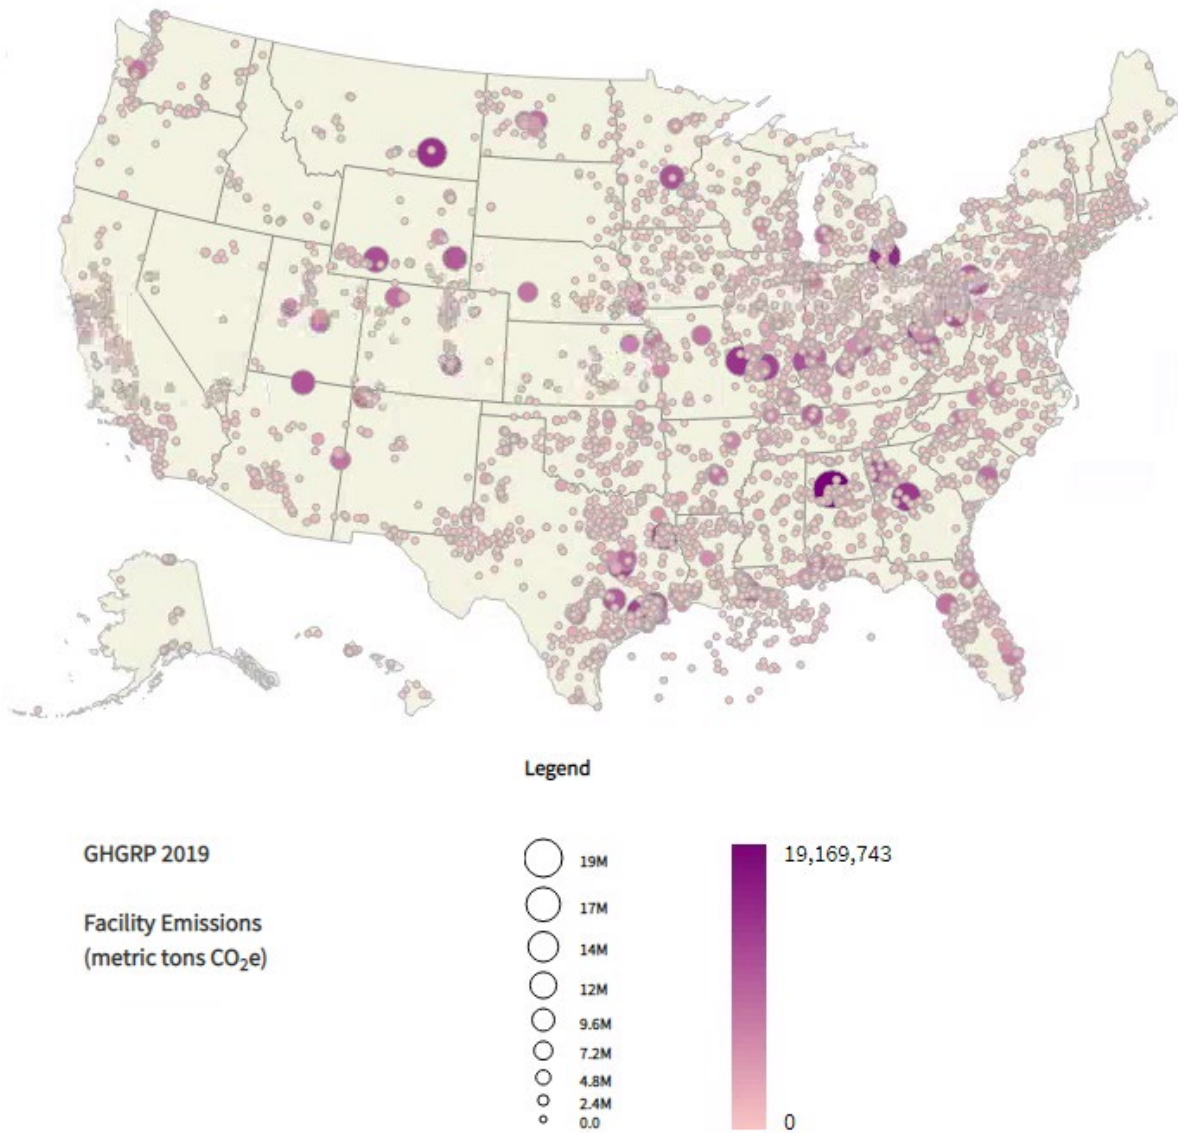 Legend
GHGRP 2019
Facility Emissions
(metric tons CO₂e)
19M
17M
14M
12M
9.6M
7.2M
4.8M
2.4M
0.0
19,169,743
0